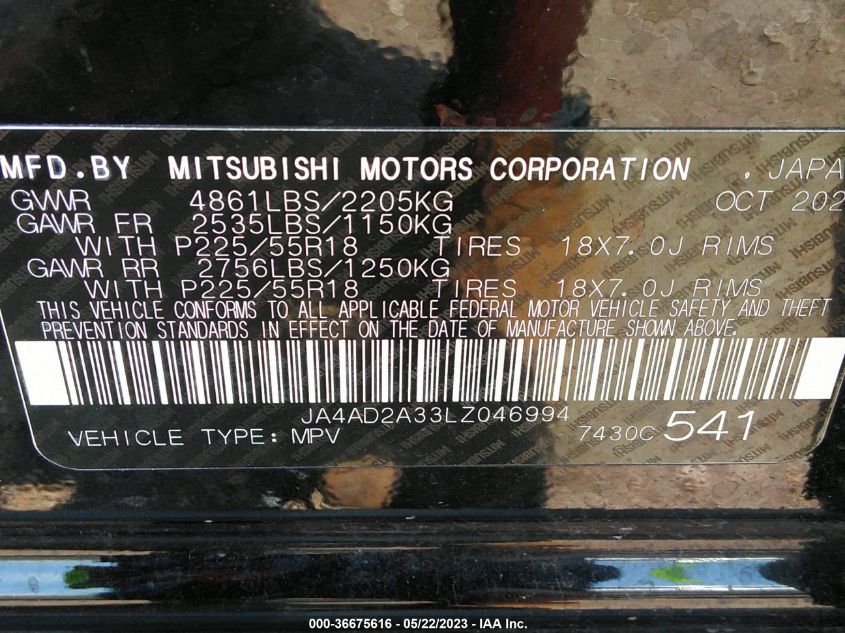 MFD.BY MITSUBISHI MOTORS CORPORATION , JAPA
GVWR 4861LBS/2205KG OCT 202
GAWR FR 2535LBS/1150KG
WITH P225/55R18 TIRES 18X7.0J RIMS
GAWR RR 2756LBS/1250KG
WITH P225/55R18 TIRES 18X7.0J RIMS
THIS VEHICLE CONFORMS TO ALL APPLICABLE FEDERAL MOTOR VEHICLE SAFETY AND THEFT
PREVENTION STANDARDS IN EFFECT ON THE DATE OF MANUFACTURE SHOWN ABOVE.
JA4AD2A33LZ046994
VEHICLE TYPE: MPV 7430C 541
000-36675616 - 05/22/2023 - IAA Inc.